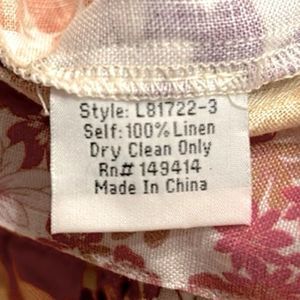 Style: L81722-3
Self: 100% Linen
Dry Clean Only
Rn# 149414
Made In China